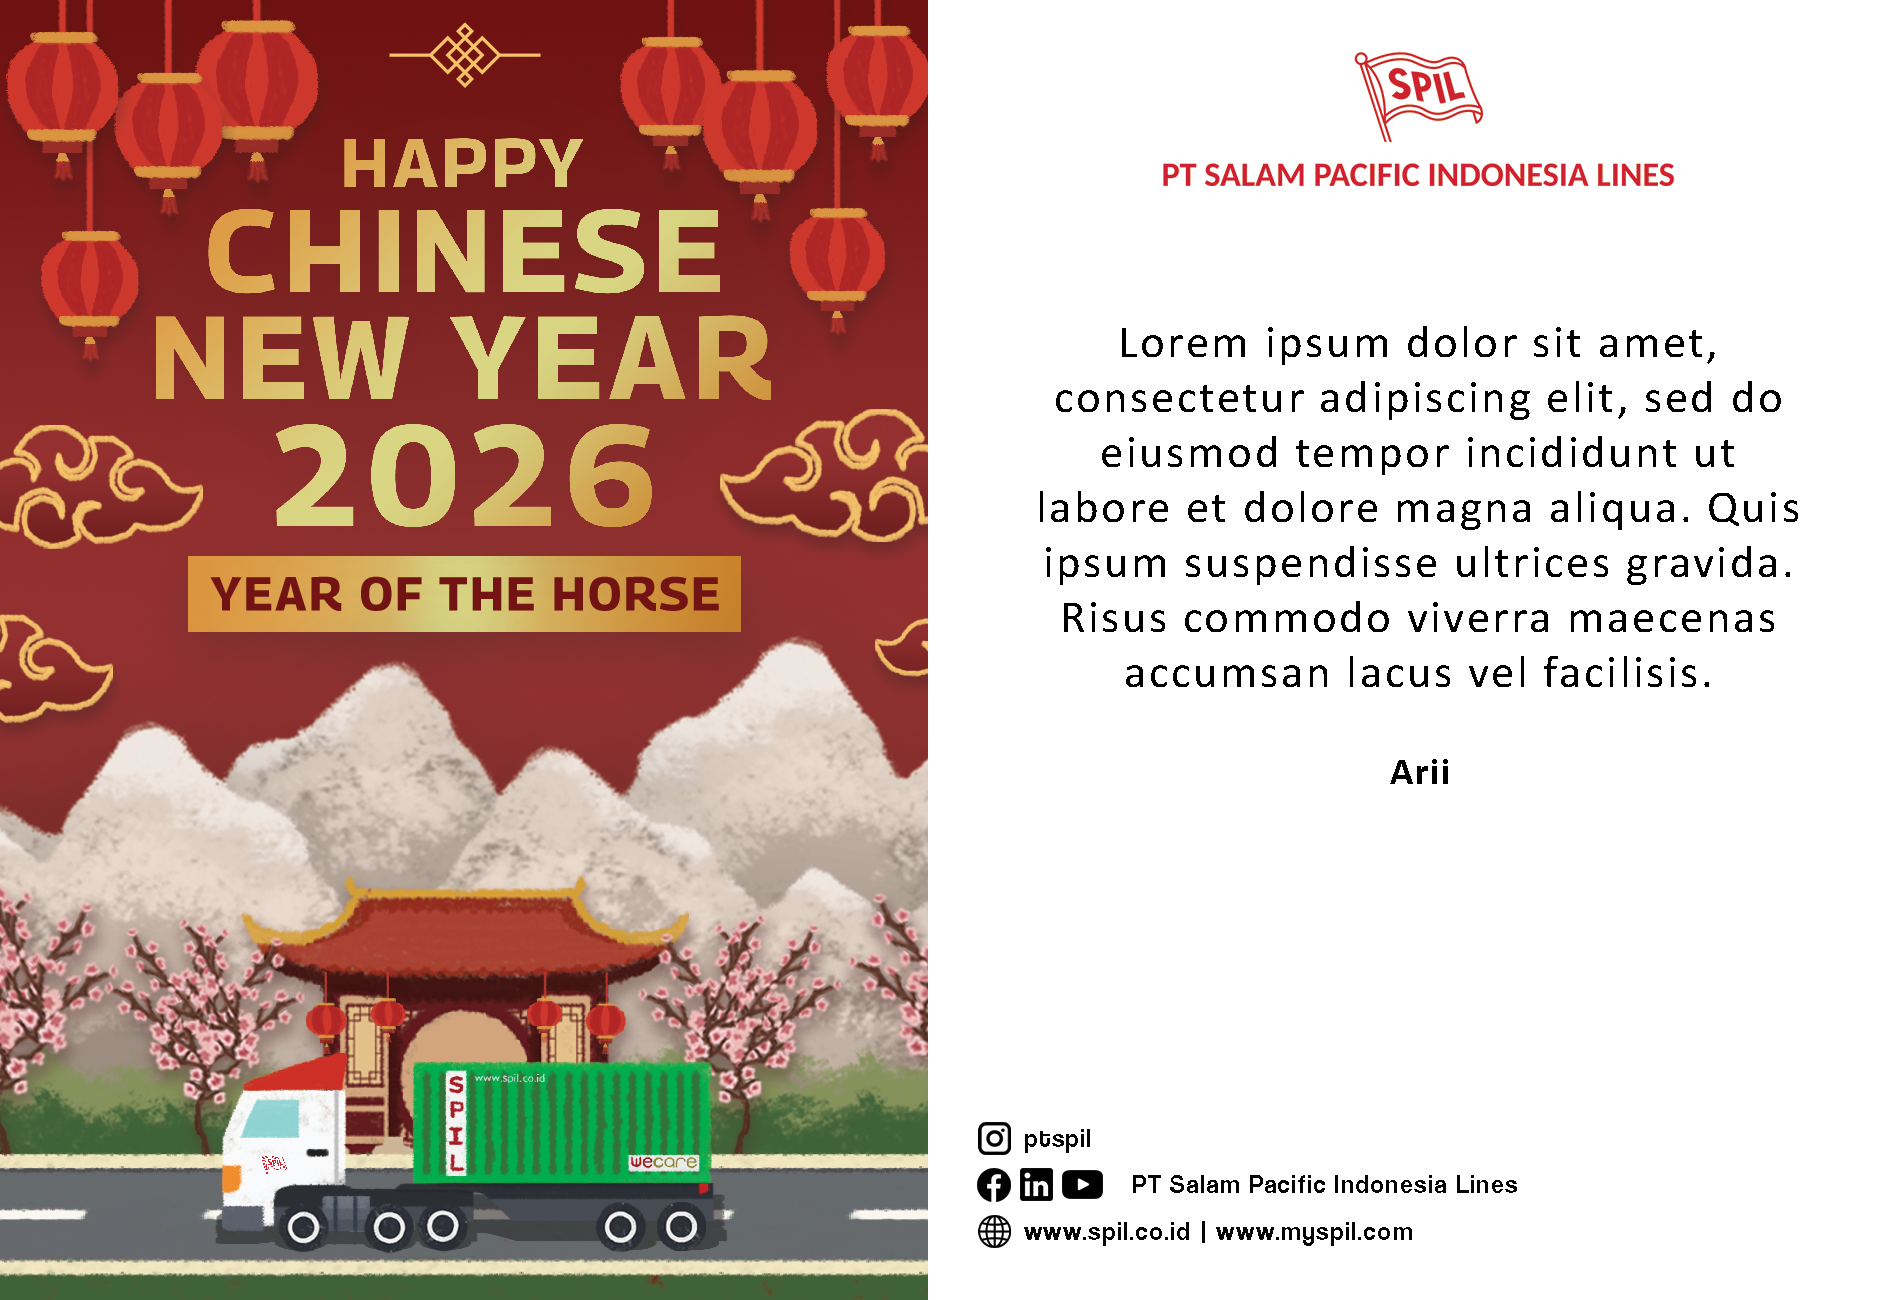 HAPPY
CHINESE
NEW YEAR
2026
YEAR OF THE HORSE
SPIL
www.spil.co.id
wecare
SPIL
SPIL
PT SALAM PACIFIC INDONESIA LINES
Lorem ipsum dolor sit amet,
consectetur adipiscing elit, sed do
eiusmod tempor incididunt ut
labore et dolore magna aliqua. Quis
ipsum suspendisse ultrices gravida.
Risus commodo viverra maecenas
accumsan lacus vel facilisis.
Arii
ptspil
PT Salam Pacific Indonesia Lines
www.spil.co.id | www.myspil.com